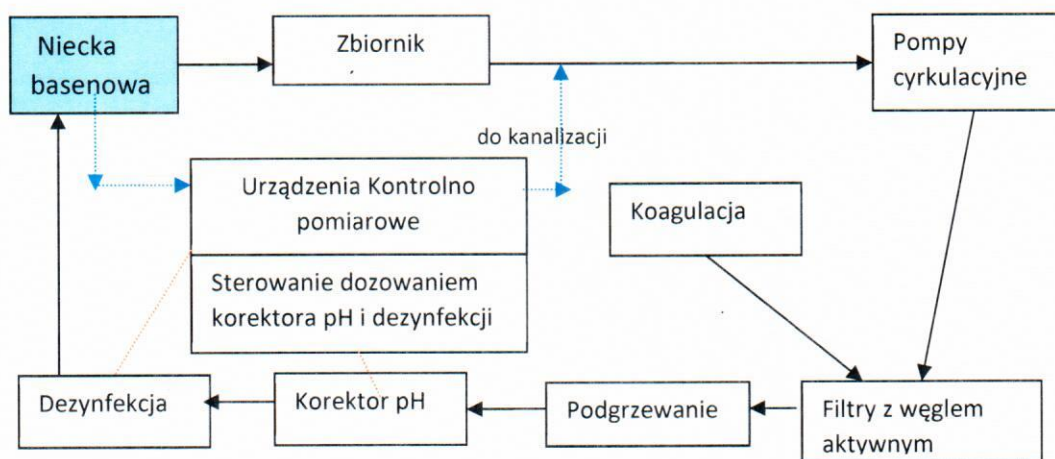 Niecka
basenowa
Zbiornik
Pompy
cyrkulacyjne
do kanalizacji
Urządzenia Kontrolno
pomiarowe
Koagulacja
Sterowanie dozowaniem
korektora pH i dezynfekcji
Dezynfekcja
Korektor pH
Podgrzewanie
Filtry z węglem
aktywnym